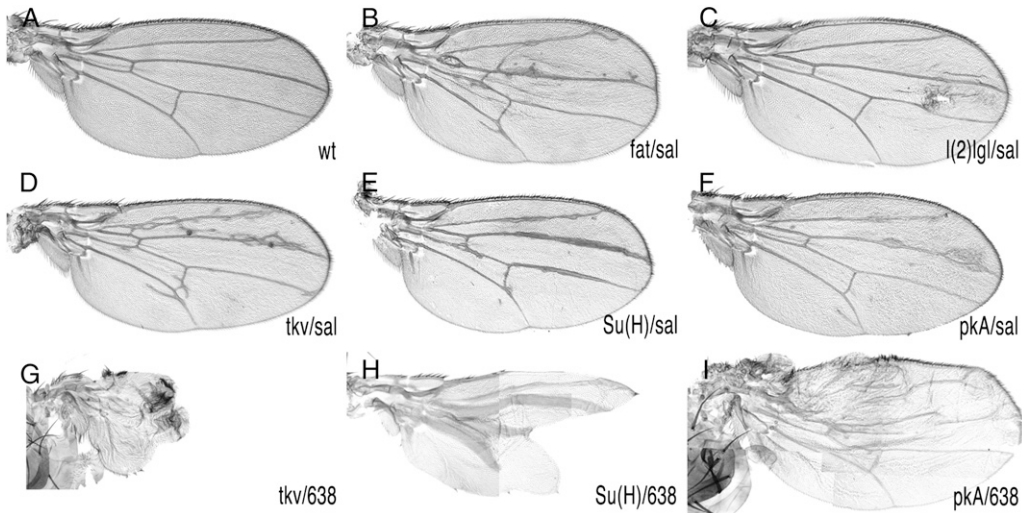 A
wt
B
fat/sal
C
l(2)lgl/sal
D
tkv/sal
E
Su(H)/sal
F
pkA/sal
G
tkv/638
H
Su(H)/638
I
pkA/638